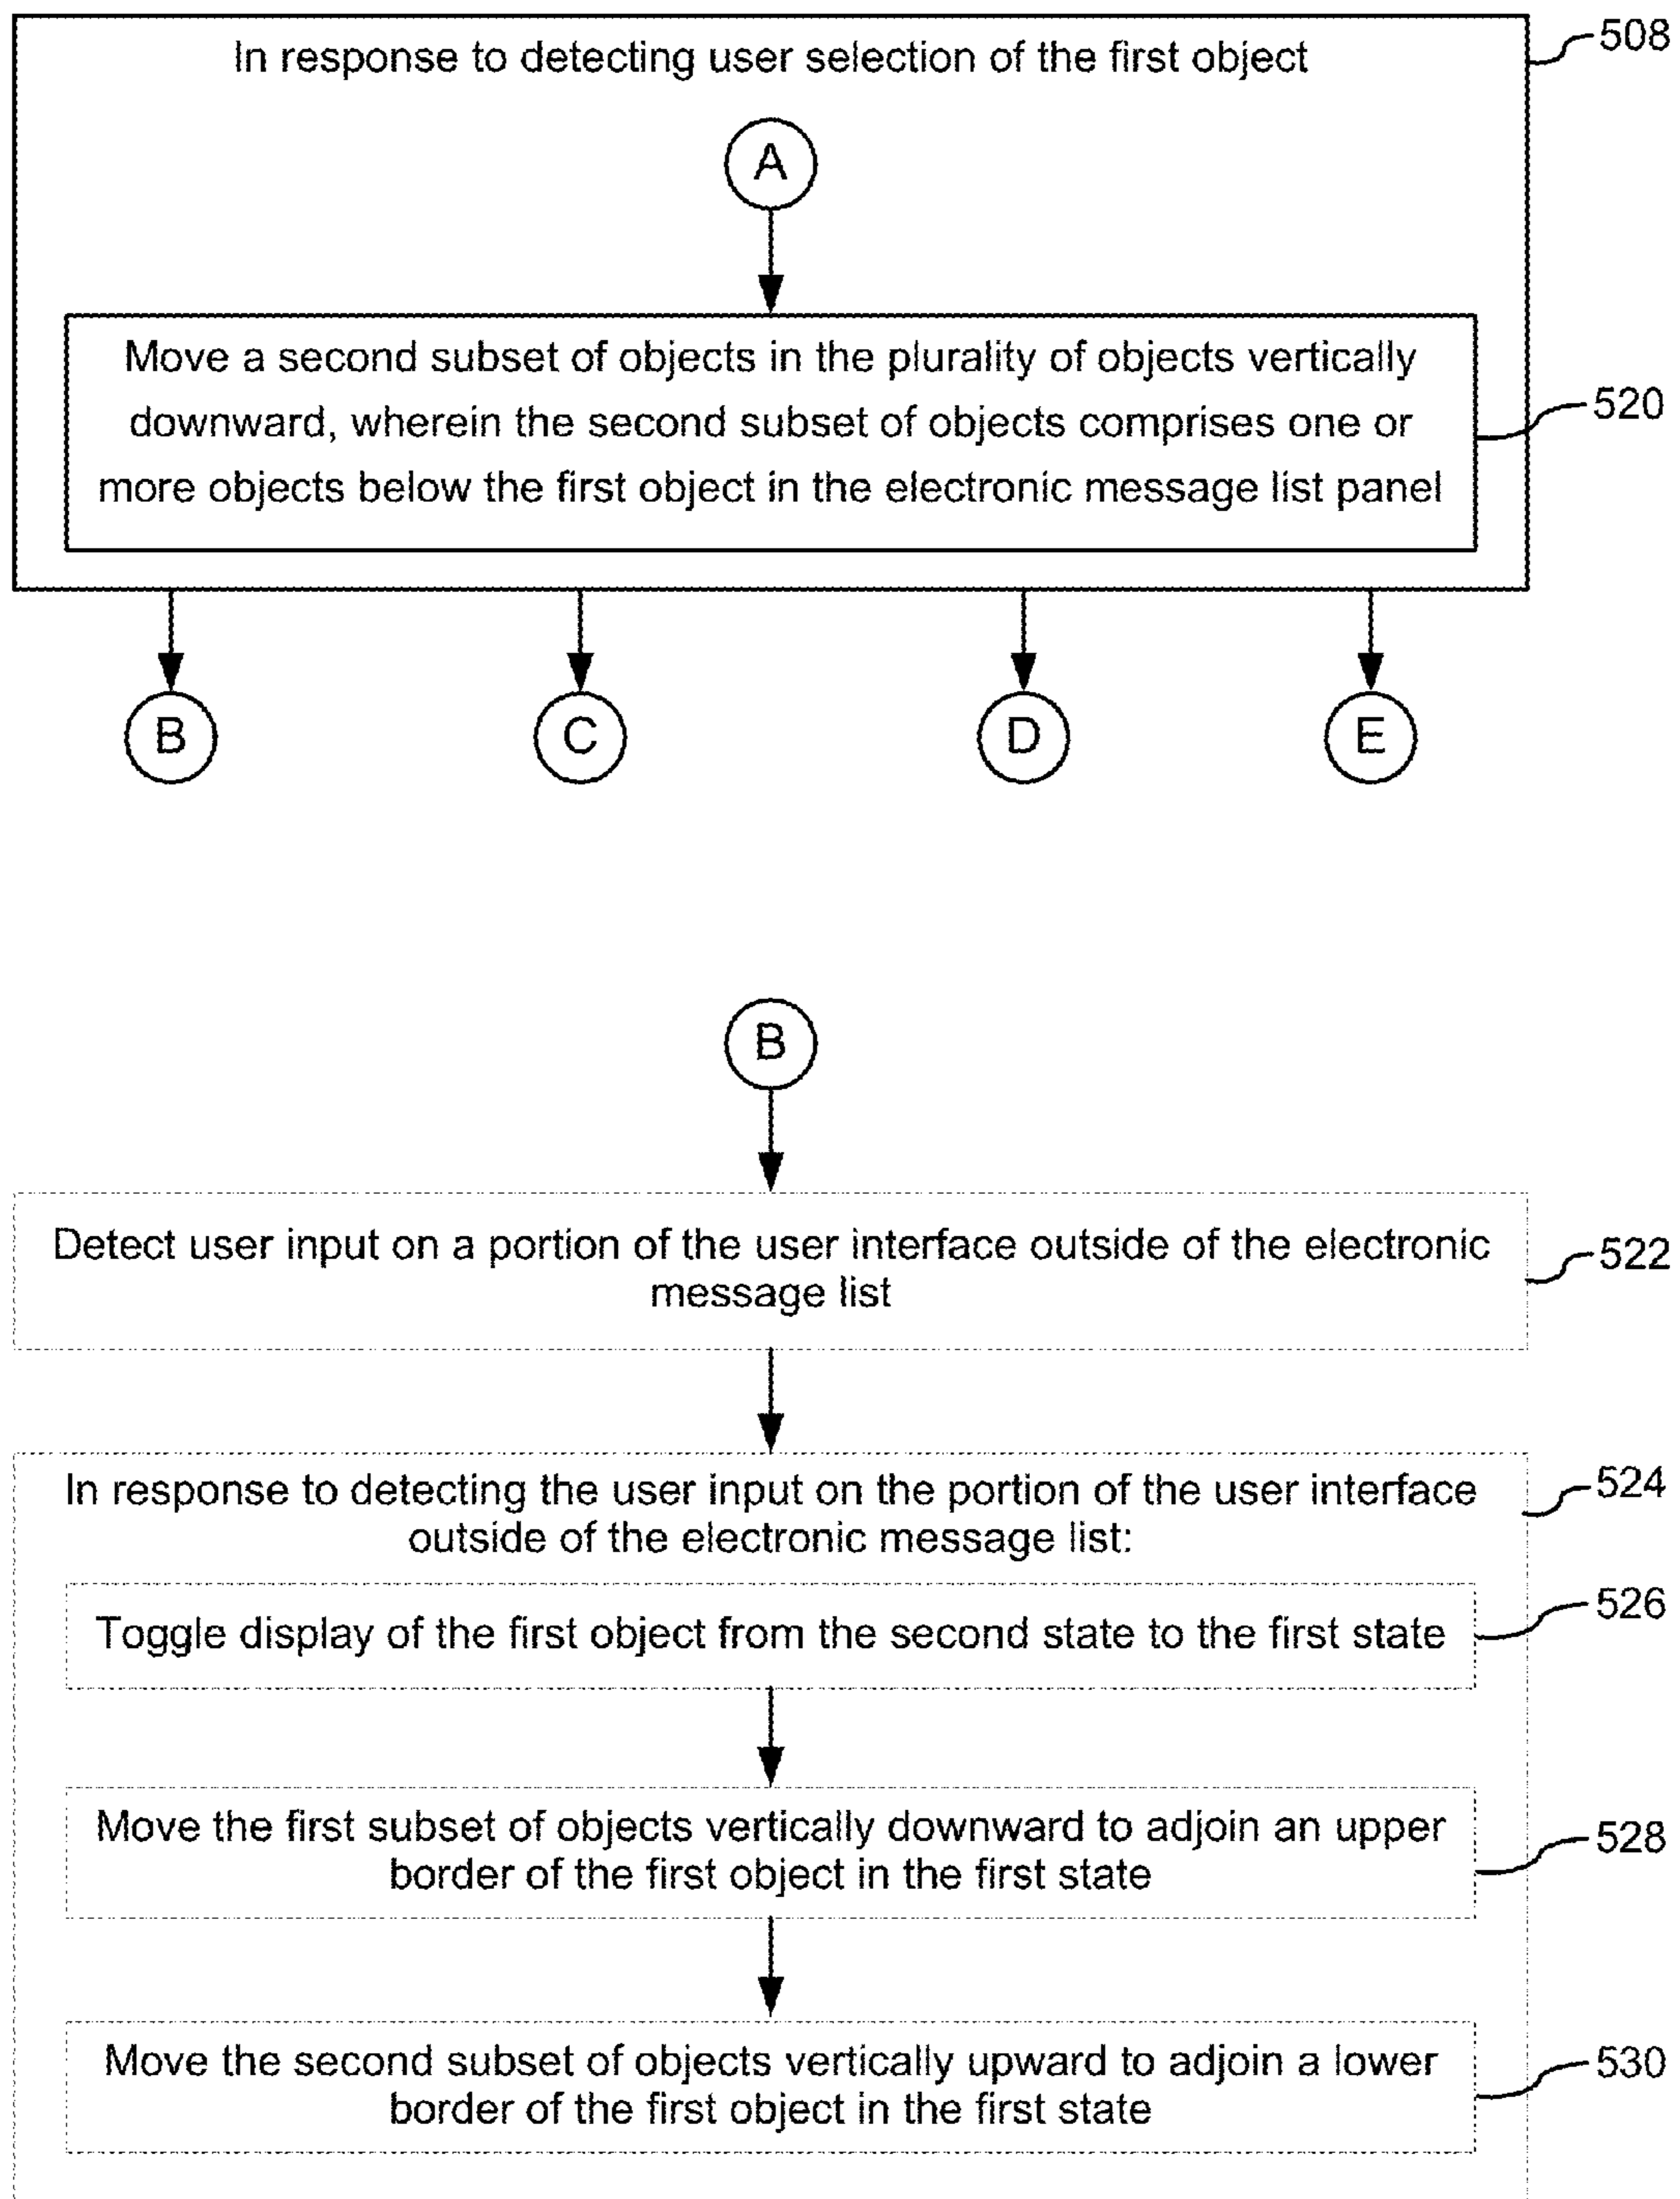 In response to detecting user selection of the first object
508
A
Move a second subset of objects in the plurality of objects vertically
downward, wherein the second subset of objects comprises one or
more objects below the first object in the electronic message list panel
520
B
C
D
E
B
Detect user input on a portion of the user interface outside of the electronic
message list
522
In response to detecting the user input on the portion of the user interface
outside of the electronic message list:
524
Toggle display of the first object from the second state to the first state
526
Move the first subset of objects vertically downward to adjoin an upper
border of the first object in the first state
528
Move the second subset of objects vertically upward to adjoin a lower
border of the first object in the first state
530